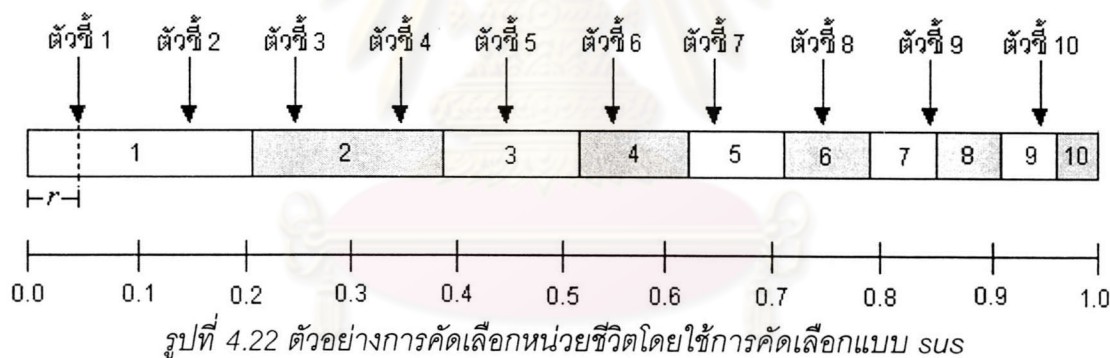 ตัวชี้ 1 ตัวชี้ 2 ตัวชี้ 3 ตัวชี้ 4 ตัวชี้ 5 ตัวชี้ 6 ตัวชี้ 7 ตัวชี้ 8 ตัวชี้ 9 ตัวชี้ 10
1 2 3 4 5 6 7 8 9 10
r
0.0 0.1 0.2 0.3 0.4 0.5 0.6 0.7 0.8 0.9 1.0
รูปที่ 4.22 ตัวอย่างการคัดเลือกหน่วยชีวิตโดยใช้การคัดเลือกแบบ sus